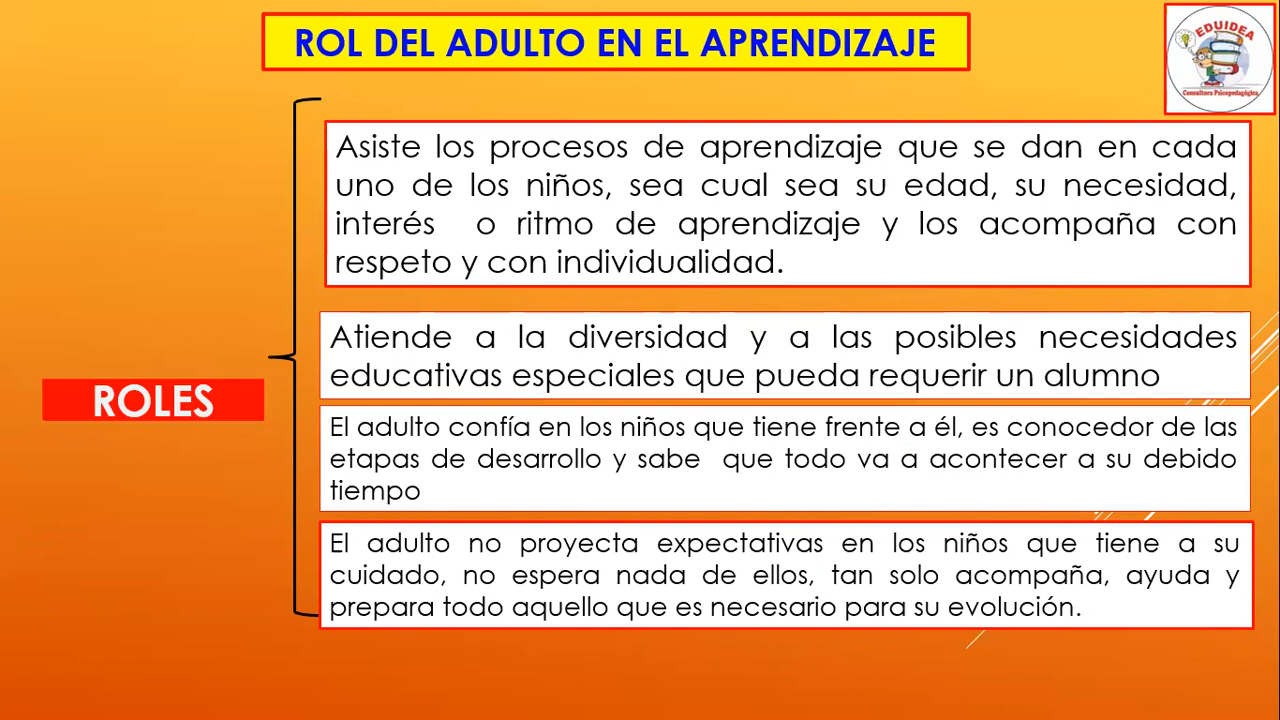 ROL DEL ADULTO EN EL APRENDIZAJE
EDUIDEA
Consultora Psicopedagógica
Asiste los procesos de aprendizaje que se dan en cada
uno de los niños, sea cual sea su edad, su necesidad,
interés o ritmo de aprendizaje y los acompaña con
respeto y con individualidad.
Atiende a la diversidad y a las posibles necesidades
educativas especiales que pueda requerir un alumno
ROLES
El adulto confía en los niños que tiene frente a él, es conocedor de las
etapas de desarrollo y sabe que todo va a acontecer a su debido
tiempo
El adulto no proyecta expectativas en los niños que tiene a su
cuidado, no espera nada de ellos, tan solo acompaña, ayuda y
prepara todo aquello que es necesario para su evolución.